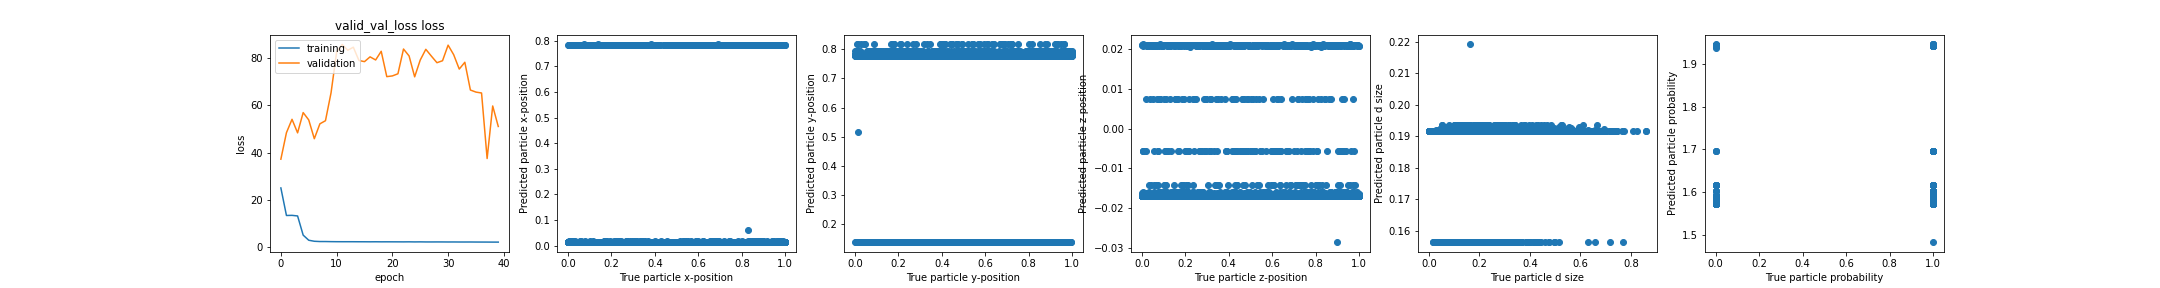 valid_val_loss loss
training
validation
80
60
40
20
0
loss
0 10 20 30 40
epoch
0.8
0.7
0.6
0.5
0.4
0.3
0.2
0.1
0.0
Predicted particle x-position
0.0 0.2 0.4 0.6 0.8 1.0
True particle x-position
0.8
0.7
0.6
0.5
0.4
0.3
0.2
Predicted particle y-position
0.0 0.2 0.4 0.6 0.8 1.0
True particle y-position
0.02
0.01
0.00
−0.01
−0.02
−0.03
Predicted particle z-position
0.0 0.2 0.4 0.6 0.8 1.0
True particle z-position
0.22
0.21
0.20
0.19
0.18
0.17
0.16
Predicted particle d size
0.0 0.2 0.4 0.6 0.8
True particle d size
1.9
1.8
1.7
1.6
1.5
Predicted particle probability
0.0 0.2 0.4 0.6 0.8 1.0
True particle probability